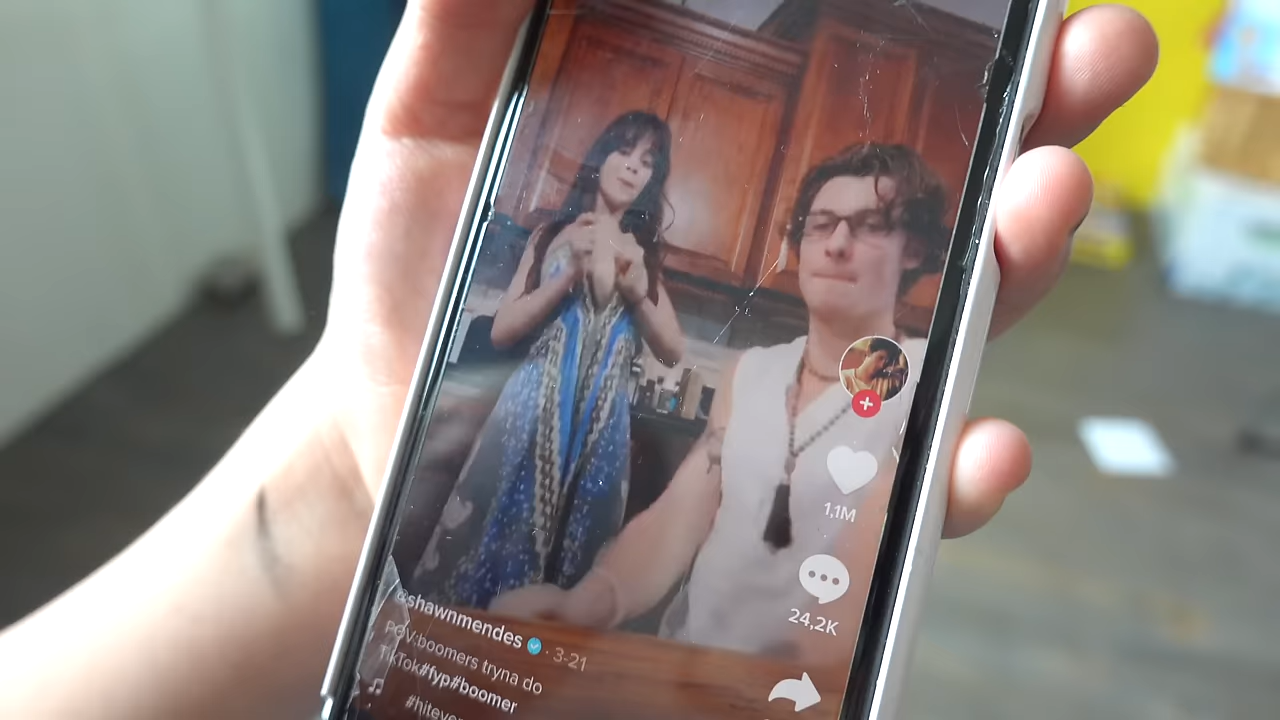 1,1M
24,2K
@shawnmendes · 3-21
POV:boomers tryna do
TikTok#fyp#boomer